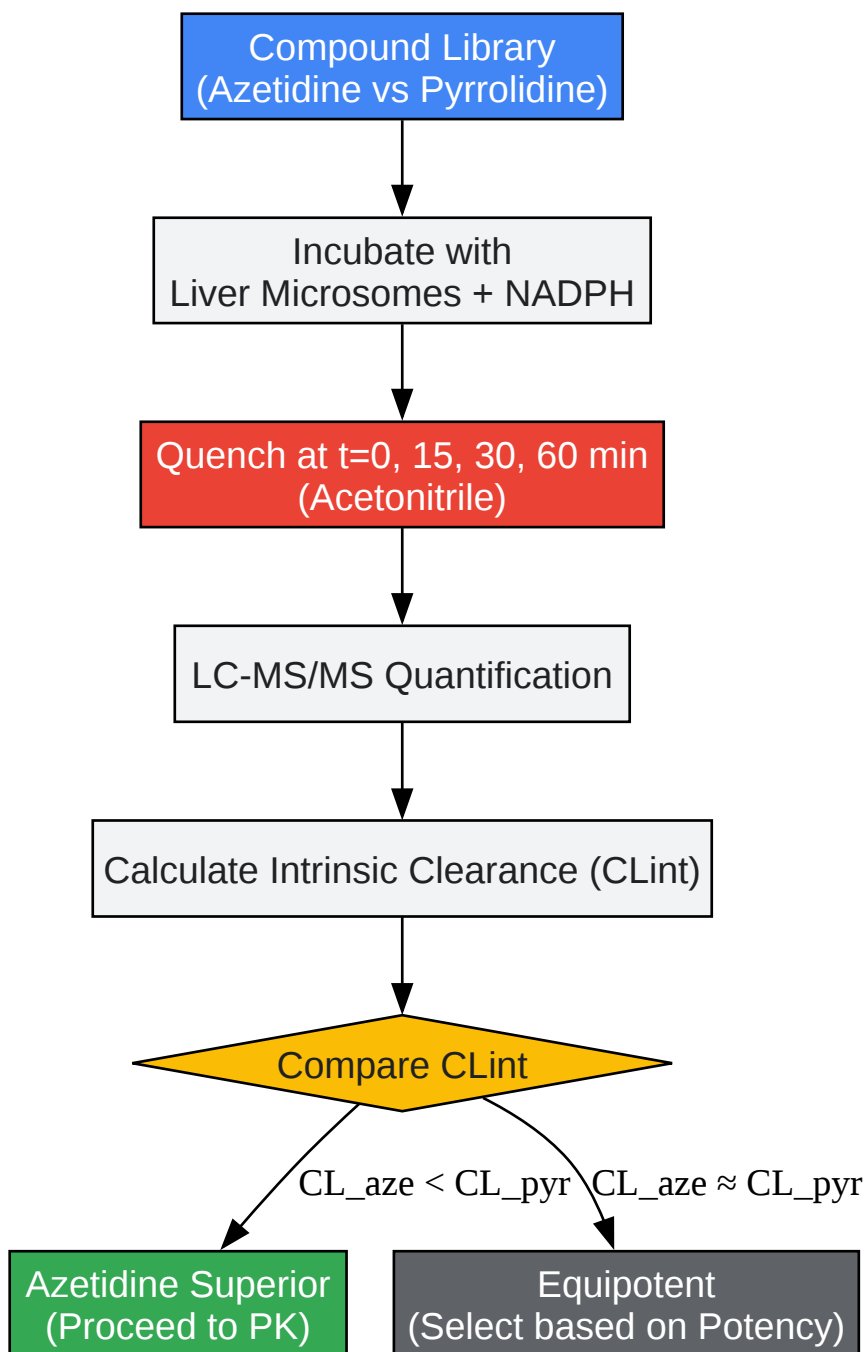 Compound Library
(Azetidine vs Pyrrolidine)
Incubate with
Liver Microsomes + NADPH
Quench at t=0, 15, 30, 60 min
(Acetonitrile)
LC-MS/MS Quantification
Calculate Intrinsic Clearance (CLint)
Compare CLint
CL_aze < CL_pyr
CL_aze ≈ CL_pyr
Azetidine Superior
(Proceed to PK)
Equipotent
(Select based on Potency)